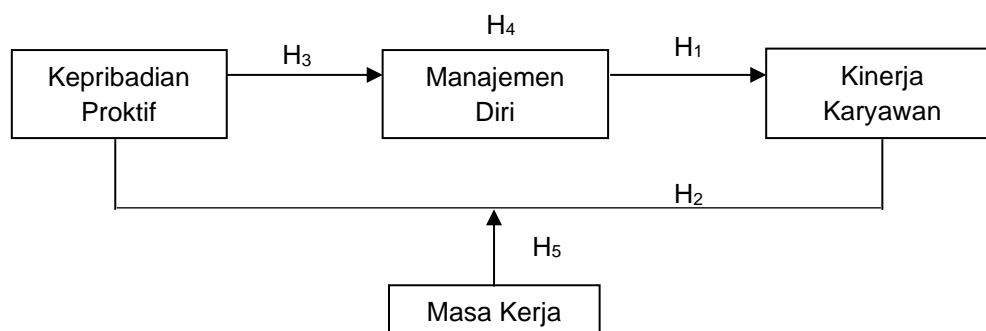 H₄
H₃
H₁
Kepribadian
Proktif
Manajemen
Diri
Kinerja
Karyawan
H₂
H₅
Masa Kerja